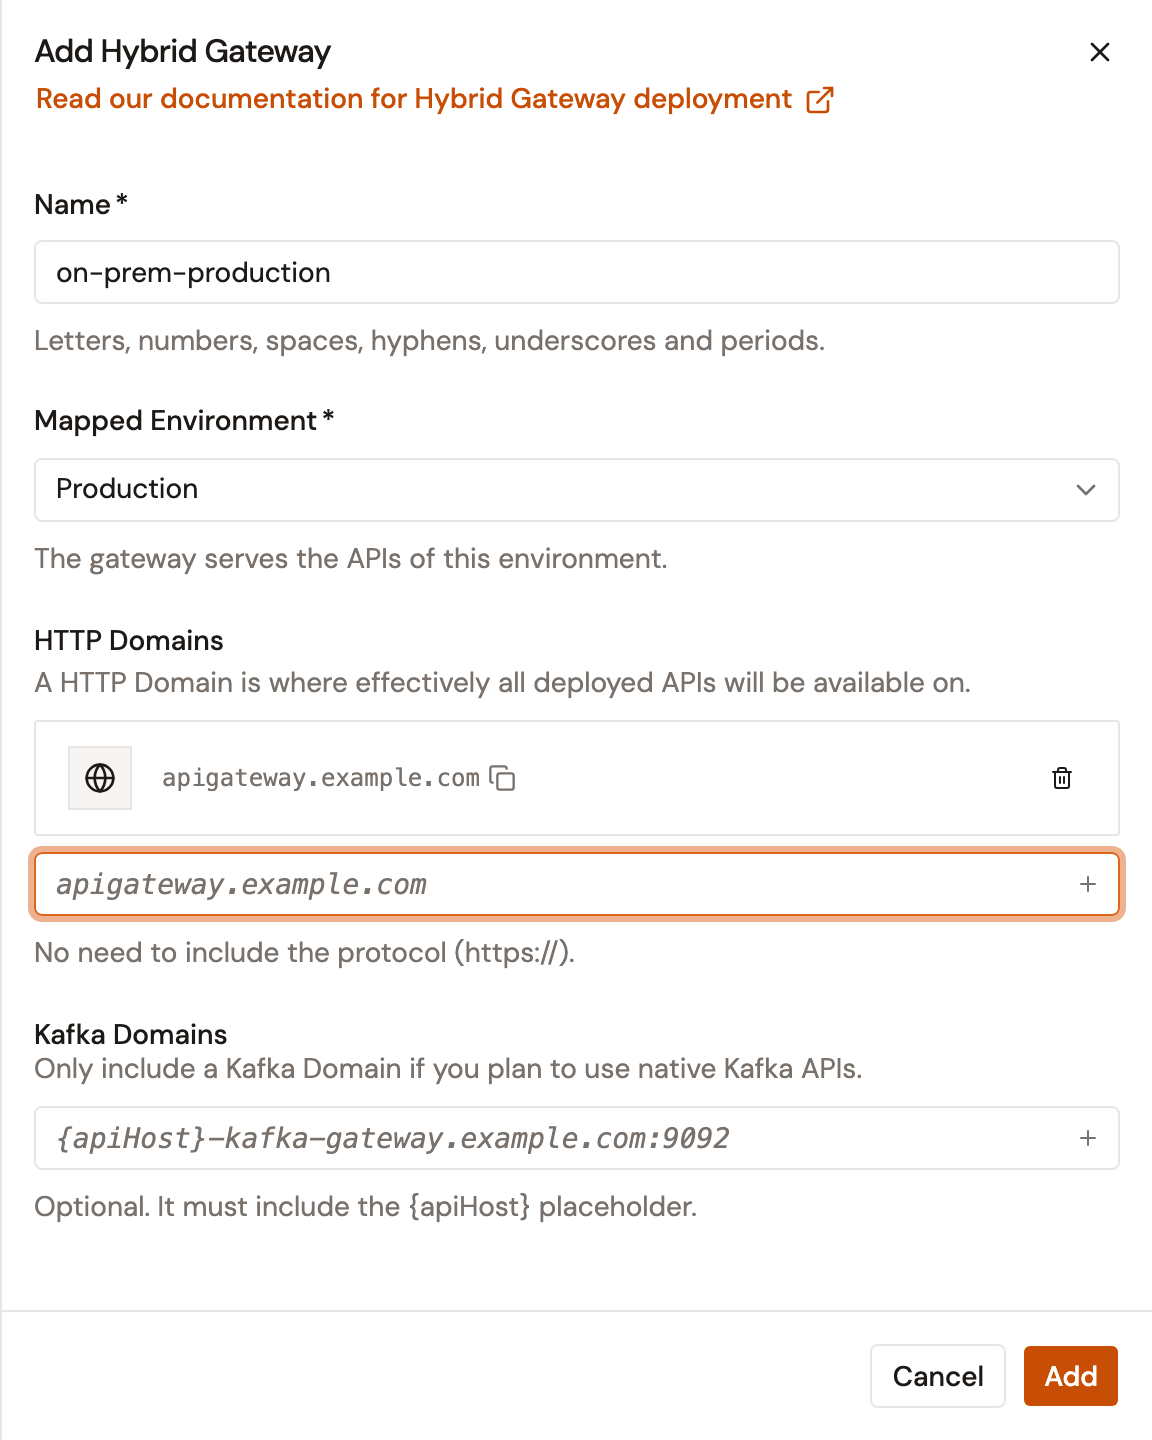 Add Hybrid Gateway
Read our documentation for Hybrid Gateway deployment
Name*
on-prem-production
Letters, numbers, spaces, hyphens, underscores and periods.
Mapped Environment*
Production
The gateway serves the APIs of this environment.
HTTP Domains
A HTTP Domain is where effectively all deployed APIs will be available on.
apigateway.example.com
apigateway.example.com
No need to include the protocol (https://).
Kafka Domains
Only include a Kafka Domain if you plan to use native Kafka APIs.
{apiHost}-kafka-gateway.example.com:9092
Optional. It must include the {apiHost} placeholder.
Cancel
Add